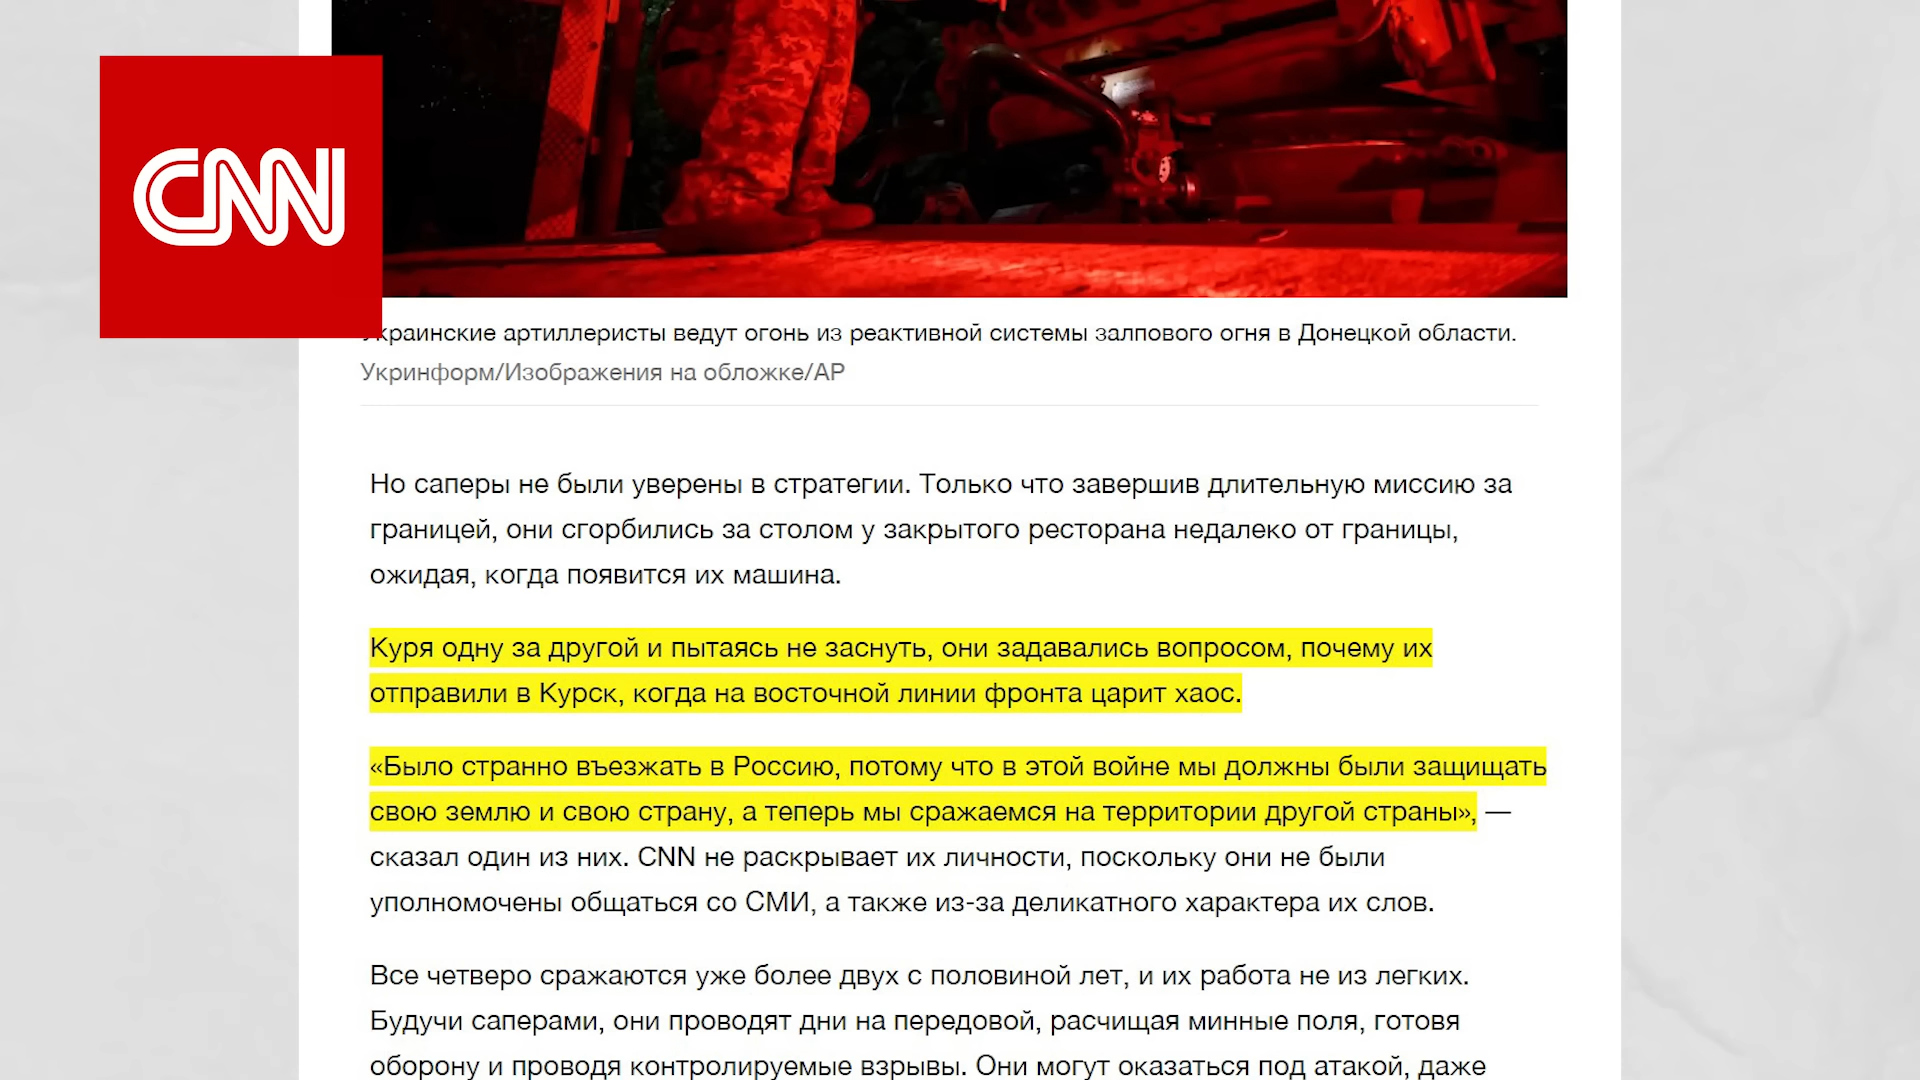 CNN
Украинские артиллеристы ведут огонь из реактивной системы залпового огня в Донецкой области.
Укринформ/Изображения на обложке/AP
Но саперы не были уверены в стратегии. Только что завершив длительную миссию за
границей, они сгорбились за столом у закрытого ресторана недалеко от границы,
ожидая, когда появится их машина.
Куря одну за другой и пытаясь не заснуть, они задавались вопросом, почему их
отправили в Курск, когда на восточной линии фронта царит хаос.
«Было странно въезжать в Россию, потому что в этой войне мы должны были защищать
свою землю и свою страну, а теперь мы сражаемся на территории другой страны», —
сказал один из них. CNN не раскрывает их личности, поскольку они не были
уполномочены общаться со СМИ, а также из-за деликатного характера их слов.
Все четверо сражаются уже более двух с половиной лет, и их работа не из легких.
Будучи саперами, они проводят дни на передовой, расчищая минные поля, готовя
оборону и проводя контролируемые взрывы. Они могут оказаться под атакой, даже